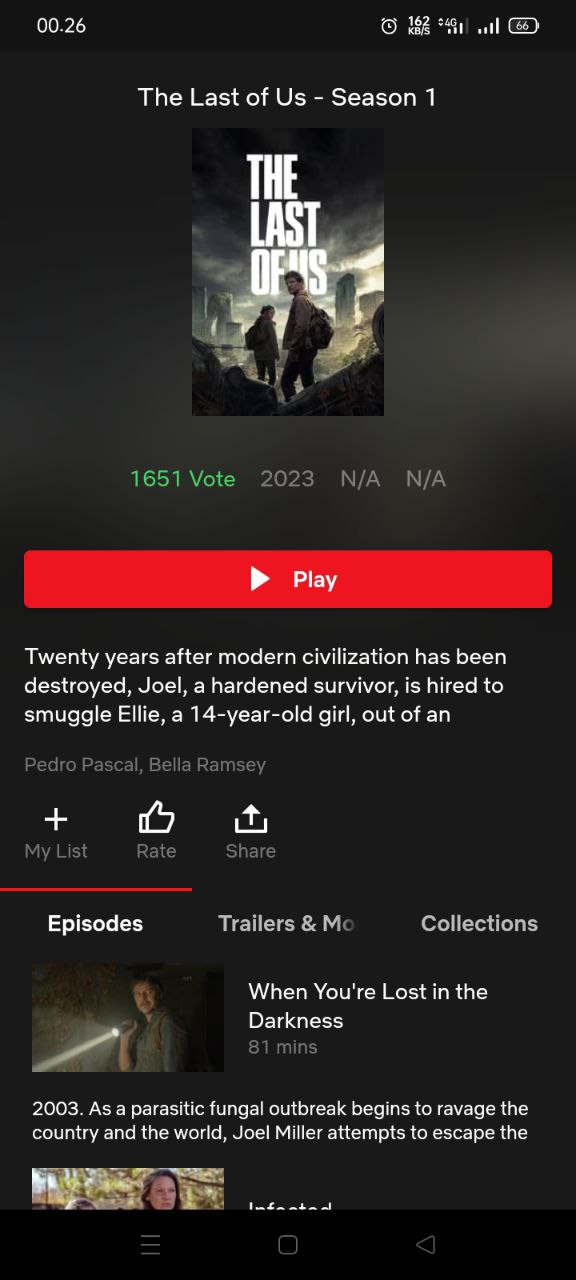 00.26
162
KB/S
4G
66
The Last of Us - Season 1
THE
LAST
OF US
1651 Vote 2023 N/A N/A
Play
Twenty years after modern civilization has been
destroyed, Joel, a hardened survivor, is hired to
smuggle Ellie, a 14-year-old girl, out of an
Pedro Pascal, Bella Ramsey
My List Rate Share
Episodes Trailers & Mo Collections
When You're Lost in the
Darkness
81 mins
2003. As a parasitic fungal outbreak begins to ravage the
country and the world, Joel Miller attempts to escape the
Infected